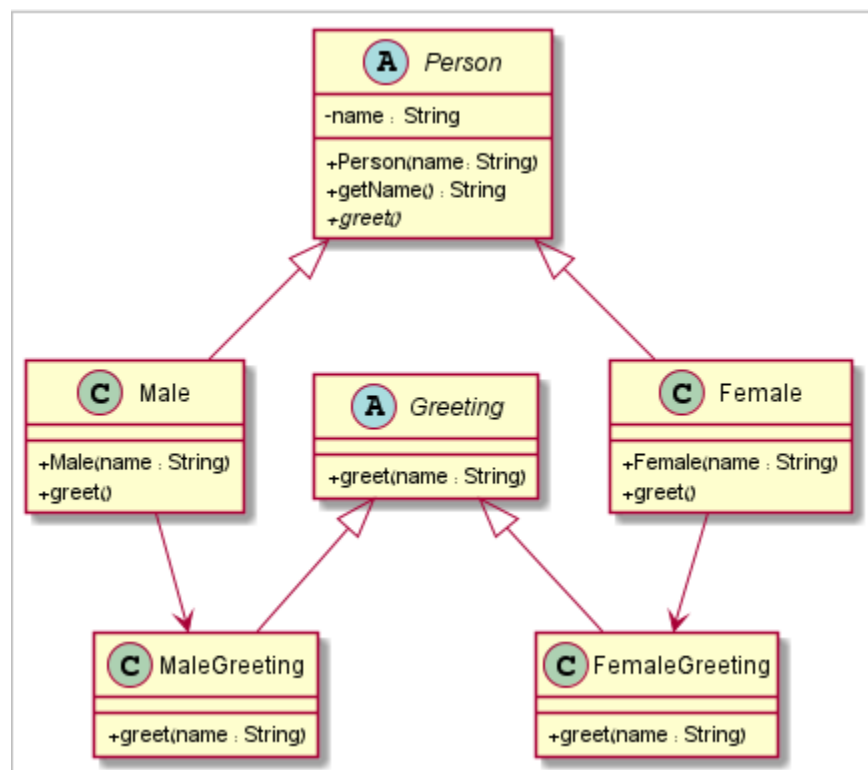 A Person
-name : String
+Person(name: String)
+getName() : String
+greet()
C Male
+Male(name : String)
+greet()
A Greeting
+greet(name : String)
C Female
+Female(name : String)
+greet()
C MaleGreeting
+greet(name : String)
C FemaleGreeting
+greet(name : String)